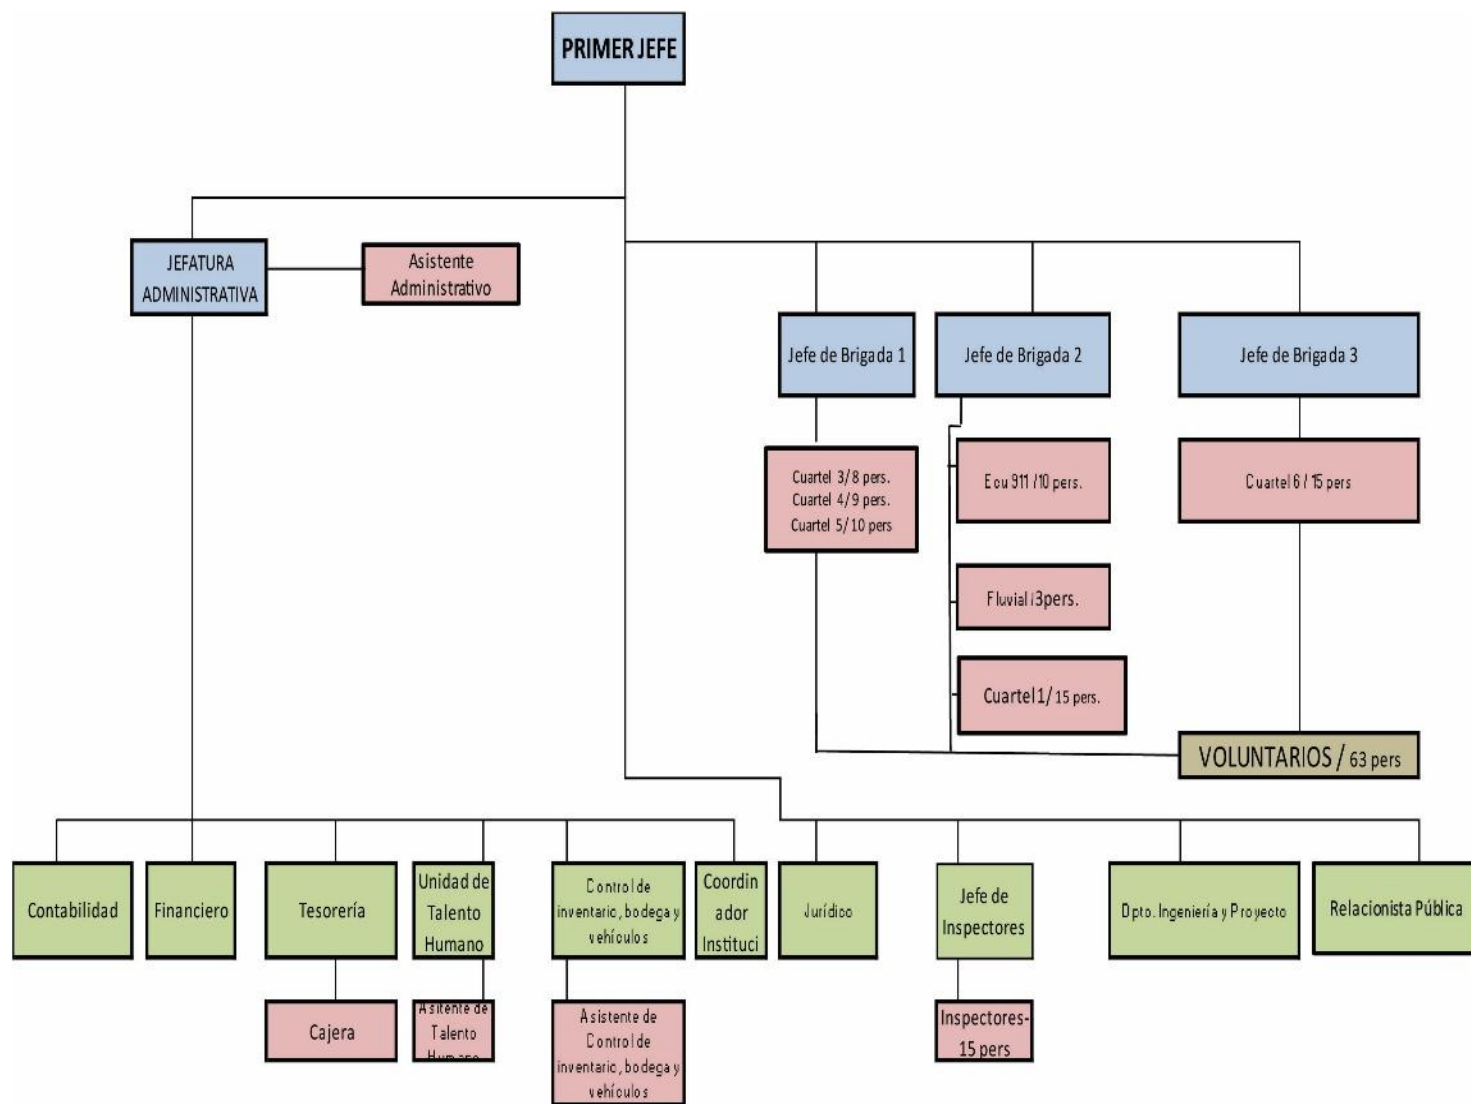 PRIMER JEFE
JEFATURA
ADMINISTRATIVA
Asistente
Administrativo
Jefe de Brigada 1
Jefe de Brigada 2
Jefe de Brigada 3
Cuartel 3/ 8 pers.
Cuartel 4/ 9 pers.
Cuartel 5/ 10 pers
Ecu 911 /10 pers.
Cuartel 6 / 15 pers
Fluvial /3pers.
Cuartel 1/ 15 pers.
VOLUNTARIOS / 63 pers
Contabilidad
Financiero
Tesorería
Unidad de
Talento
Humano
Control de
inventario, bodega y
vehículos
Coordin
ador
Instituci
Jurídico
Jefe de
Inspectores
Dpto. Ingeniería y Proyecto
Relacionista Pública
Cajera
Asitente de
Talento
Humano
Asistente de
Control de
inventario, bodega y
vehículos
Inspectores-
15 pers